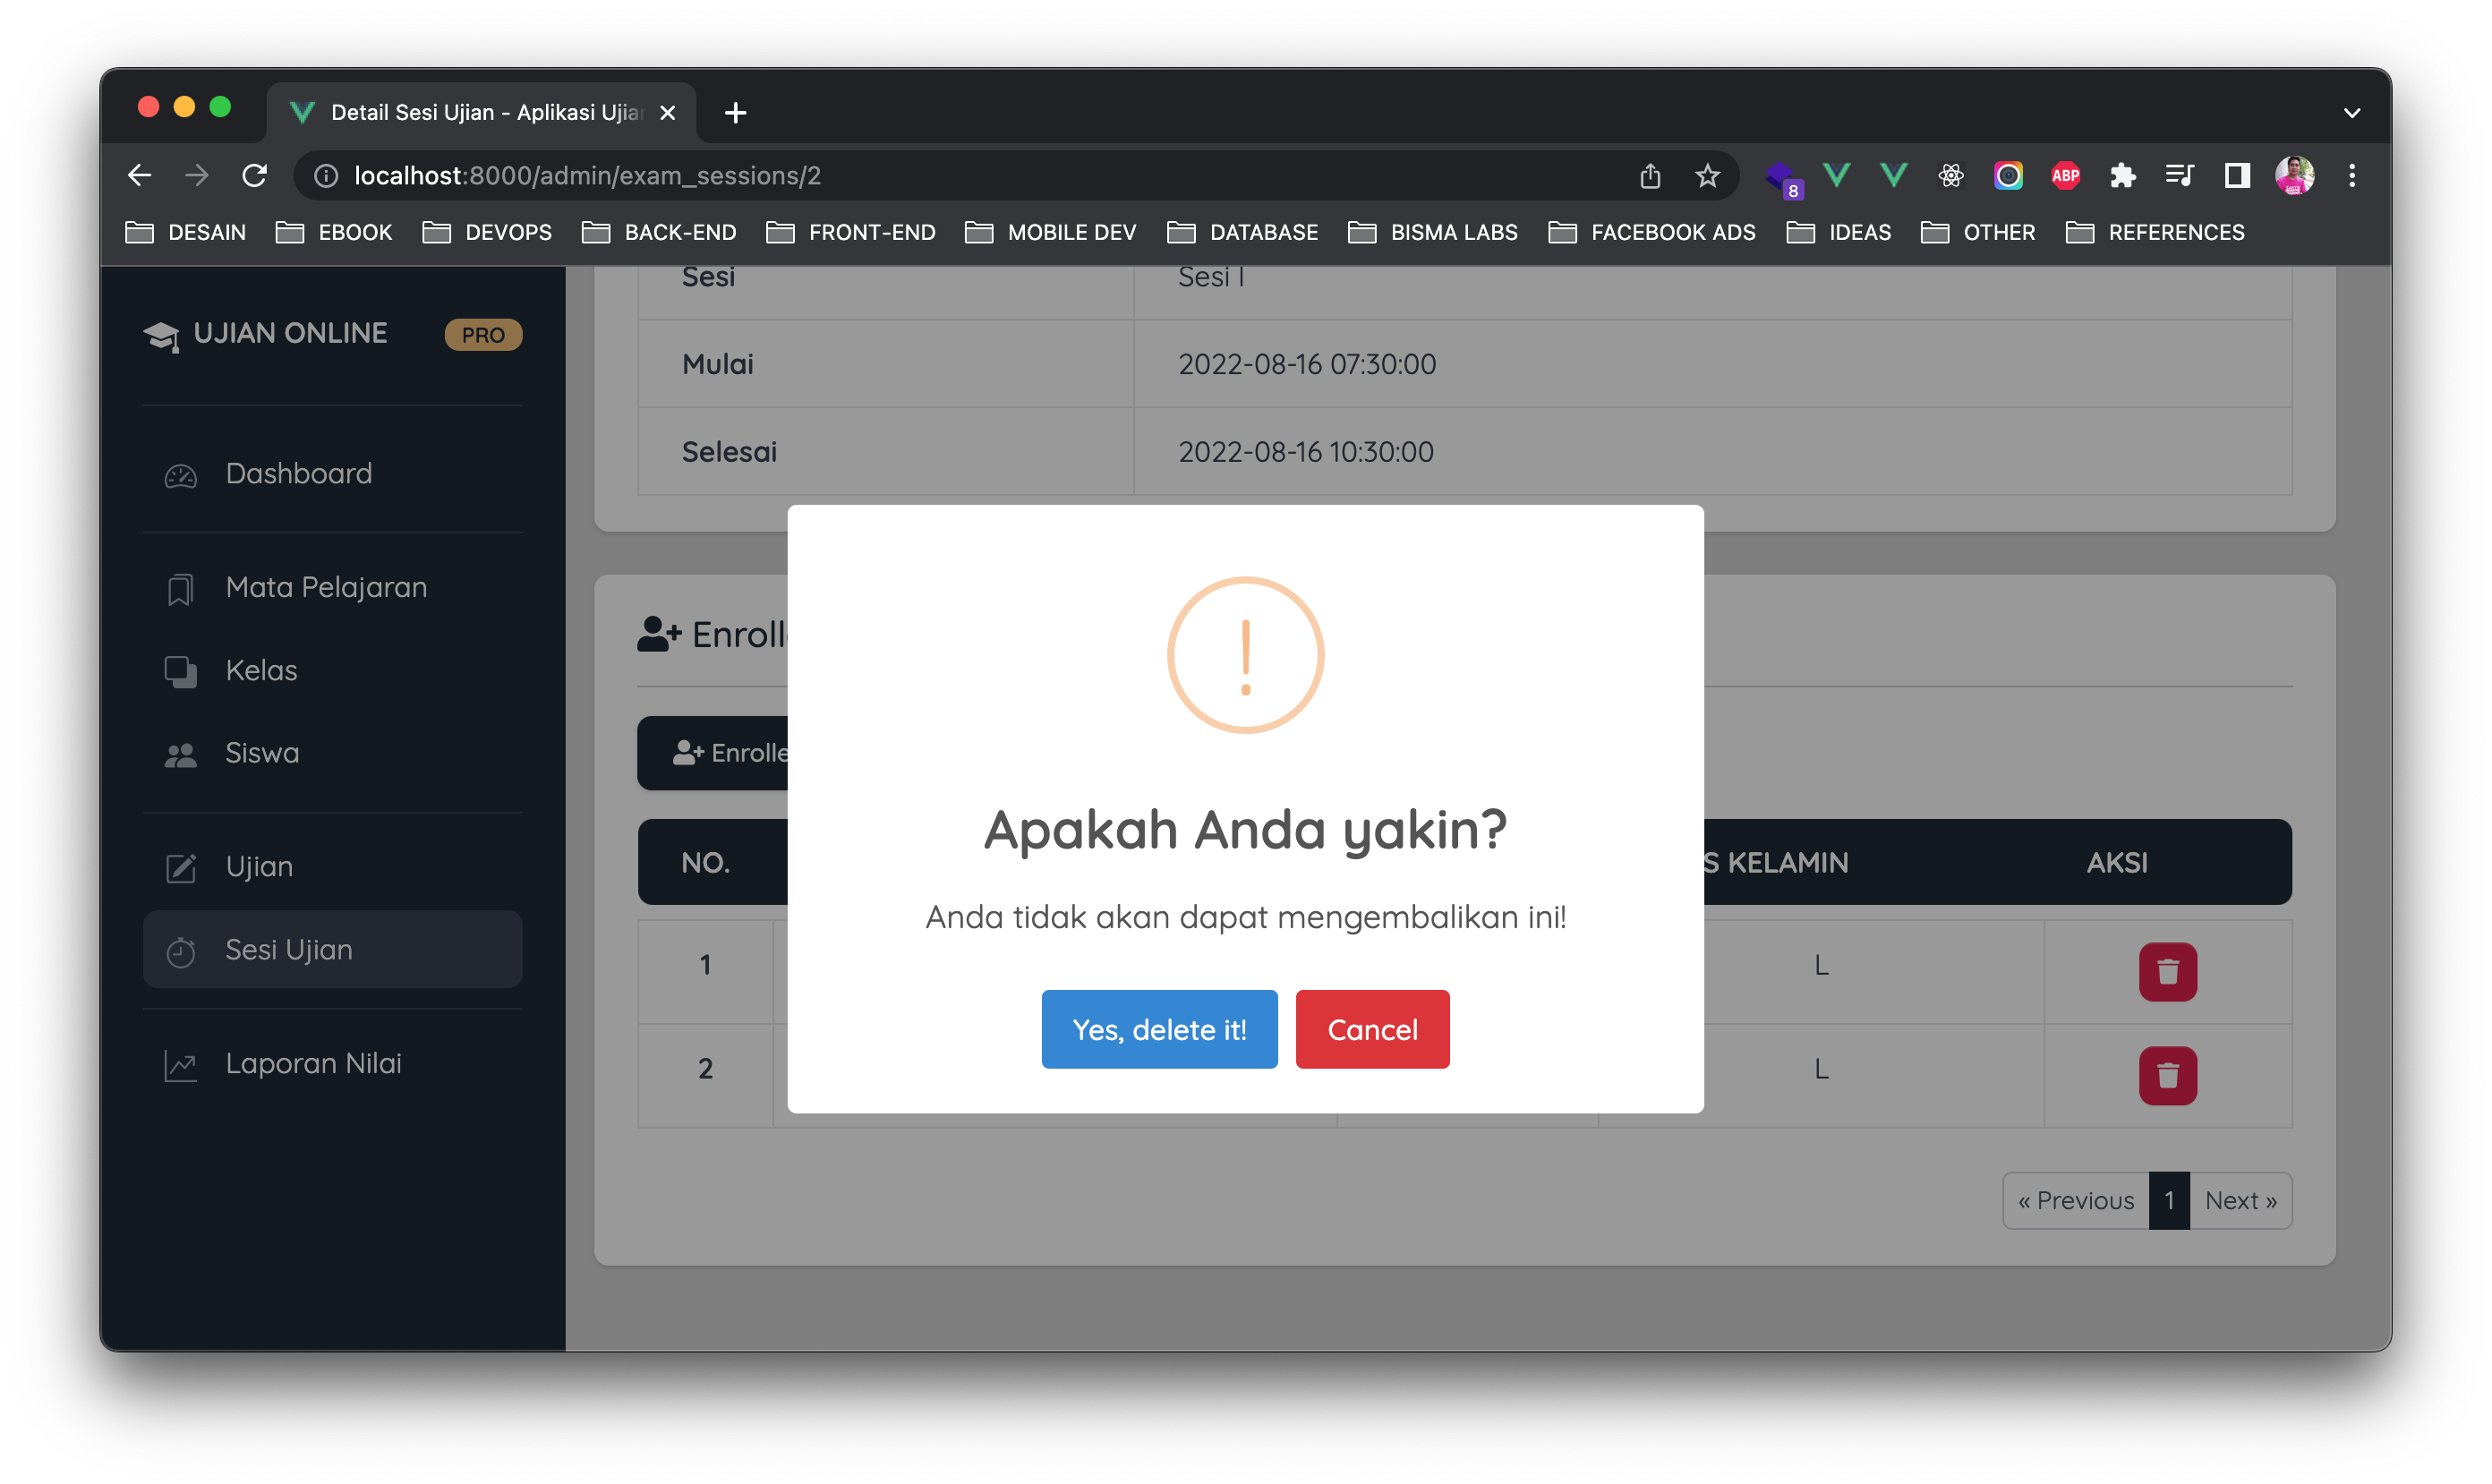 Detail Sesi Ujian - Aplikasi Ujian
localhost:8000/admin/exam_sessions/2
8
ABP
DESAIN EBOOK DEVOPS BACK-END FRONT-END MOBILE DEV DATABASE BISMA LABS FACEBOOK ADS IDEAS OTHER REFERENCES
UJIAN ONLINE PRO
Dashboard
Mata Pelajaran
Kelas
Siswa
Ujian
Sesi Ujian
Laporan Nilai
Sesi Sesi 1
Mulai 2022-08-16 07:30:00
Selesai 2022-08-16 10:30:00
Enroll
Enrolle
NO. S KELAMIN AKSI
1 L
2 L
« Previous 1 Next »
!
Apakah Anda yakin?
Anda tidak akan dapat mengembalikan ini!
Yes, delete it! Cancel